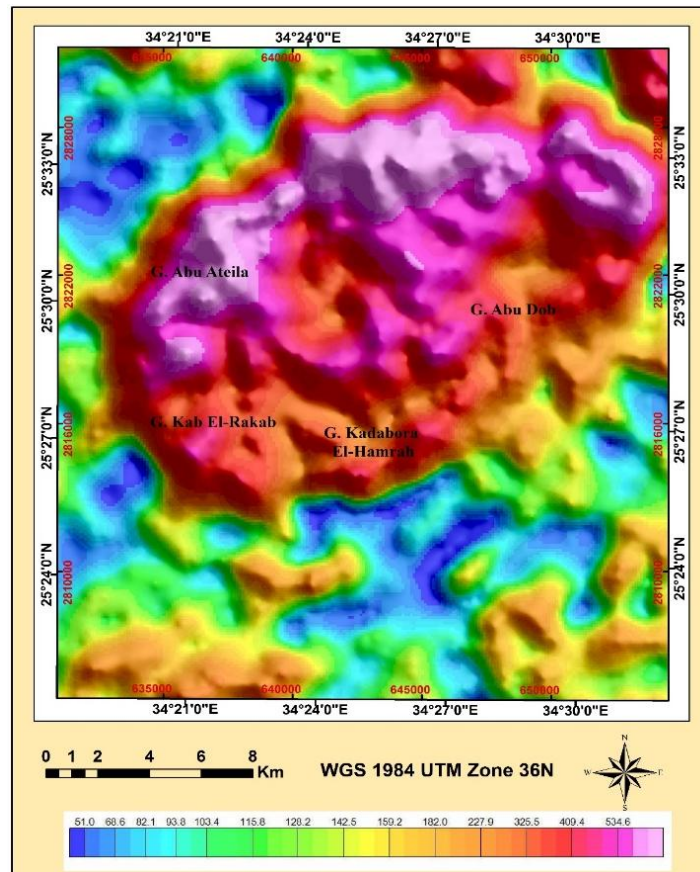 34°21'0"E 34°24'0"E 34°27'0"E 34°30'0"E
635000 640000 645000 650000
25°33'0"N 2828000 2828000 25°33'0"N
G. Abu Ateila
25°30'0"N 2822000 2822000 25°30'0"N
G. Abu Dob
G. Kab El-Rakab
G. Kadabora
El-Hamrah
25°27'0"N 2816000 2816000 25°27'0"N
25°24'0"N 2810000 2810000 25°24'0"N
635000 640000 645000 650000
34°21'0"E 34°24'0"E 34°27'0"E 34°30'0"E
N
0 1 2 4 6 8
Km
WGS 1984 UTM Zone 36N
W E
S
51.0 68.6 82.1 93.8 103.4 115.8 128.2 142.5 159.2 182.0 227.9 325.5 409.4 534.6